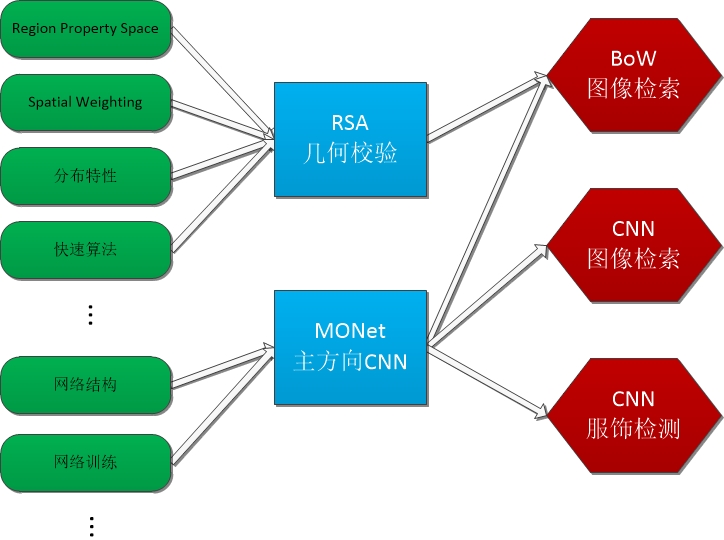 Region Property Space
Spatial Weighting
分布特性
快速算法
...
网络结构
网络训练
...
RSA
几何校验
MONet
主方向CNN
BoW
图像检索
CNN
图像检索
CNN
服饰检测